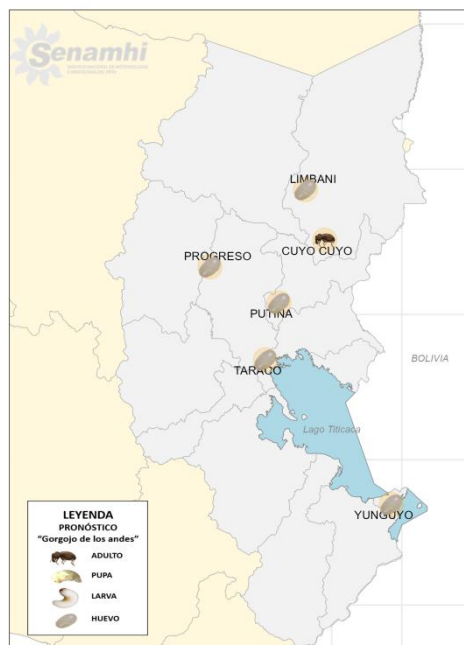 Senamhi
LIMBANI
CUYO CUYO
PROGRESO
PUTINA
TARACO
BOLIVIA
Lago Titicaca
YUNGUYO
LEYENDA
PRONÓSTICO
"Gorgojo de los andes"
ADULTO
PUPA
LARVA
HUEVO